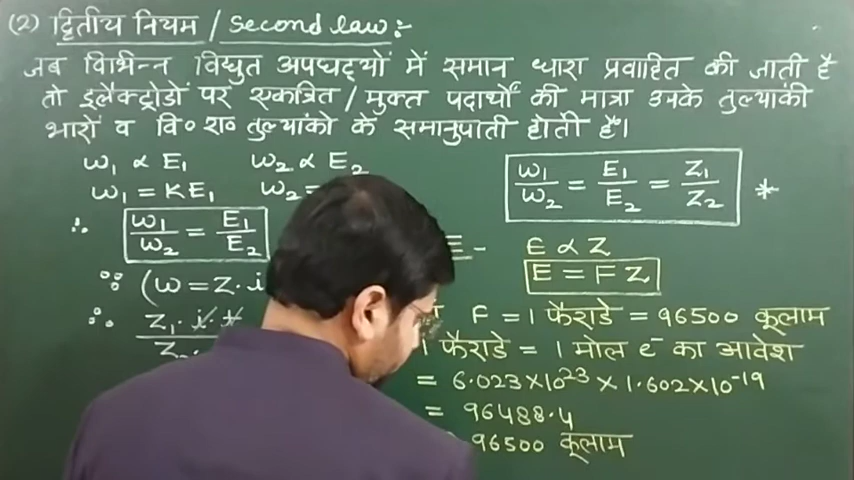 (2) द्वितीय नियम / Second law :-
जब विभिन्न विद्युत अपघट्यों में समान धारा प्रवाहित की जाती है
तो इलैक्ट्रोडो पर एकत्रित / मुक्त पदार्थों की मात्रा उनके तुल्यांकी
भारों व वि० रा० तुल्यांको के समानुपाती होती है।
W₁ ∝ E₁ W₂ ∝ E₂
W₁ = KE₁ W₂ =
∴ W₁/W₂ = E₁/E₂
W₁/W₂ = E₁/E₂ = Z₁/Z₂ *
E - E ∝ Z
E = F Z
∵ (W = Z · i
∴ Z₁ · i · t
F = 1 फैराडे = 96500 कूलाम
1 फैराडे = 1 मोल e⁻ का आवेश
= 6.023 × 10²³ × 1.602 × 10⁻¹⁹
= 96488.4
96500 कूलाम